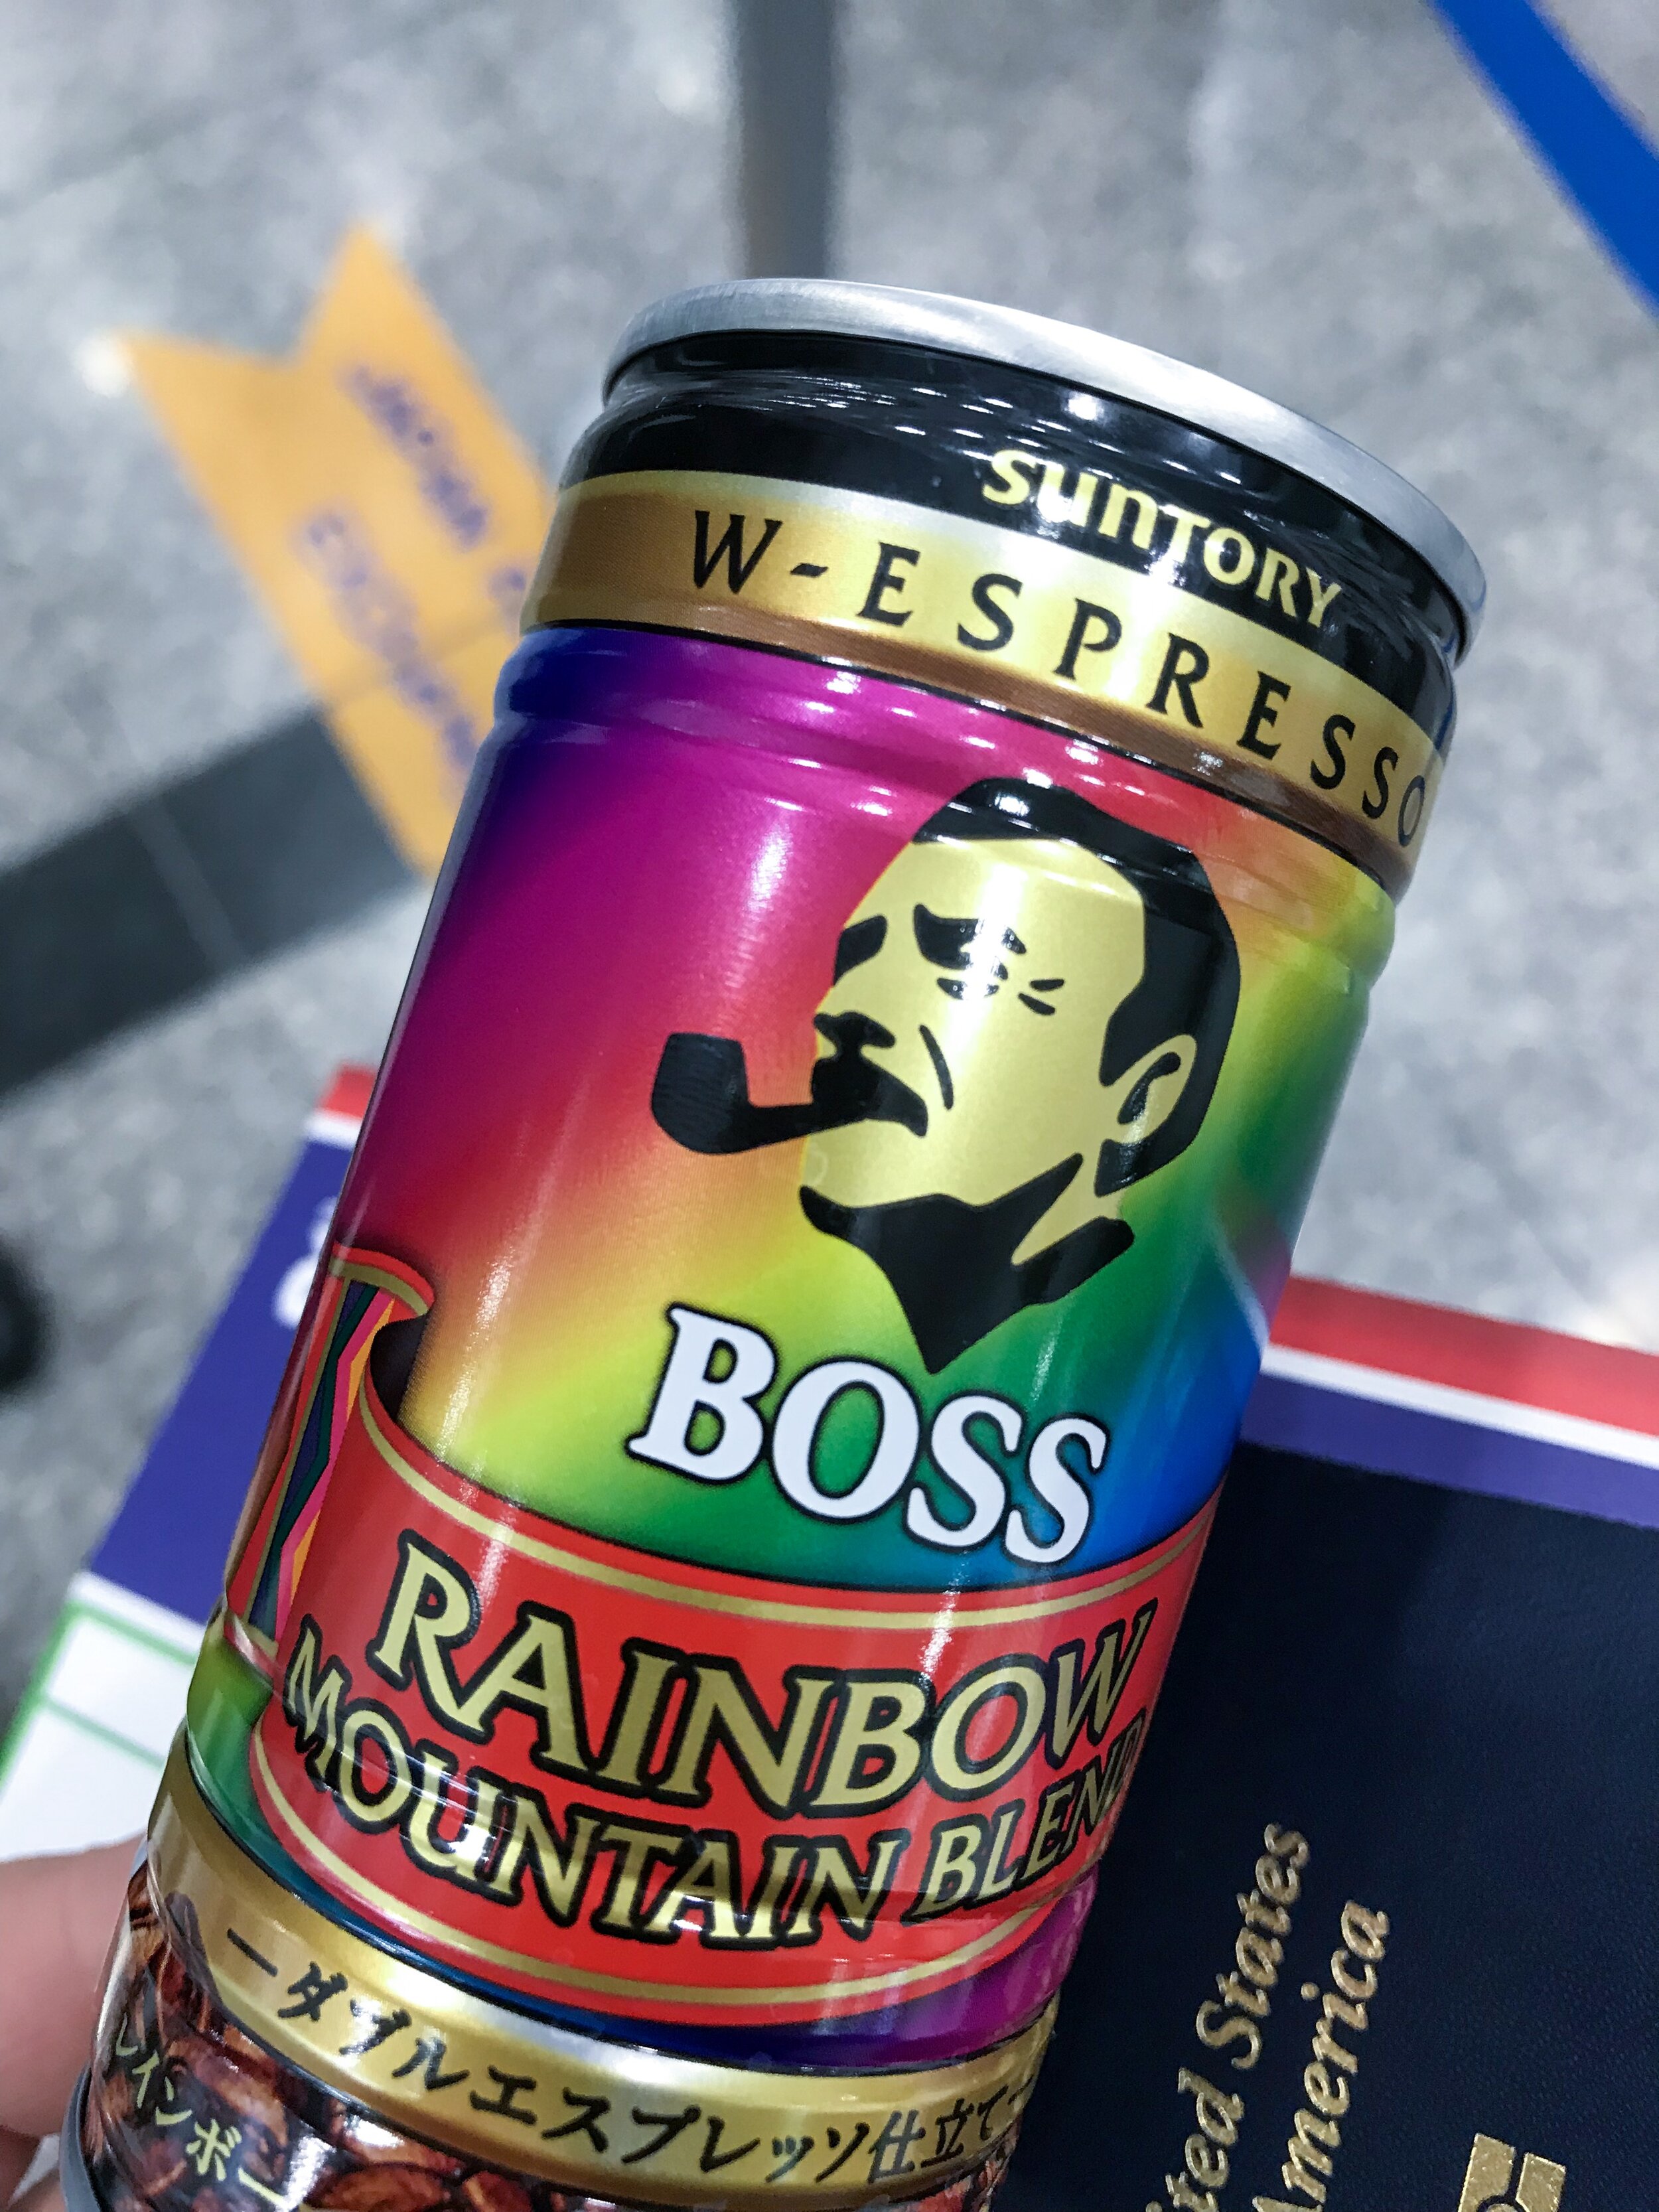 SUNTORY
W-ESPRESSO
BOSS
RAINBOW
MOUNTAIN BLEND
ーダブルエスプレッソ仕立てー
レインボー
ited States
America